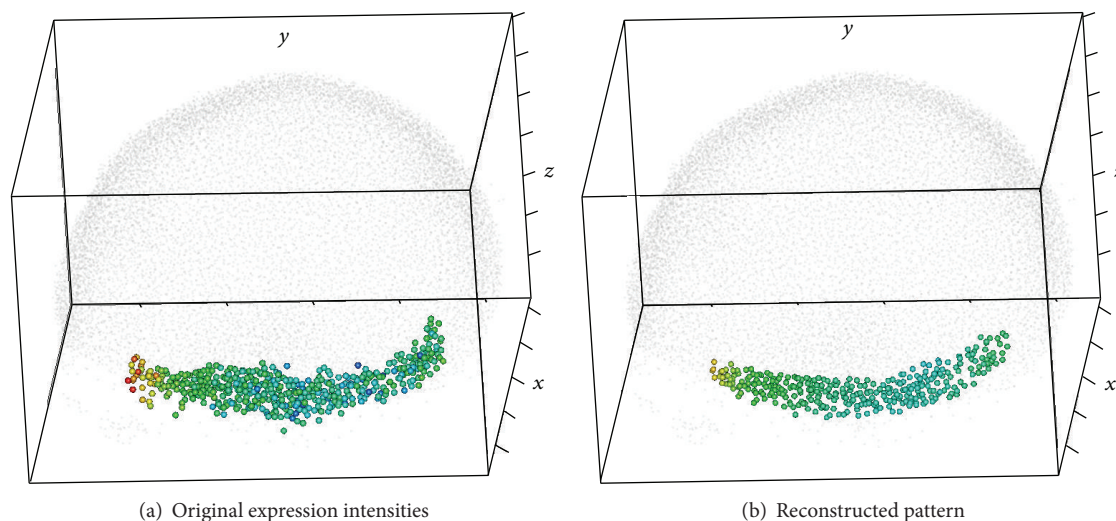 y
z
x
(a) Original expression intensities
y
x
(b) Reconstructed pattern